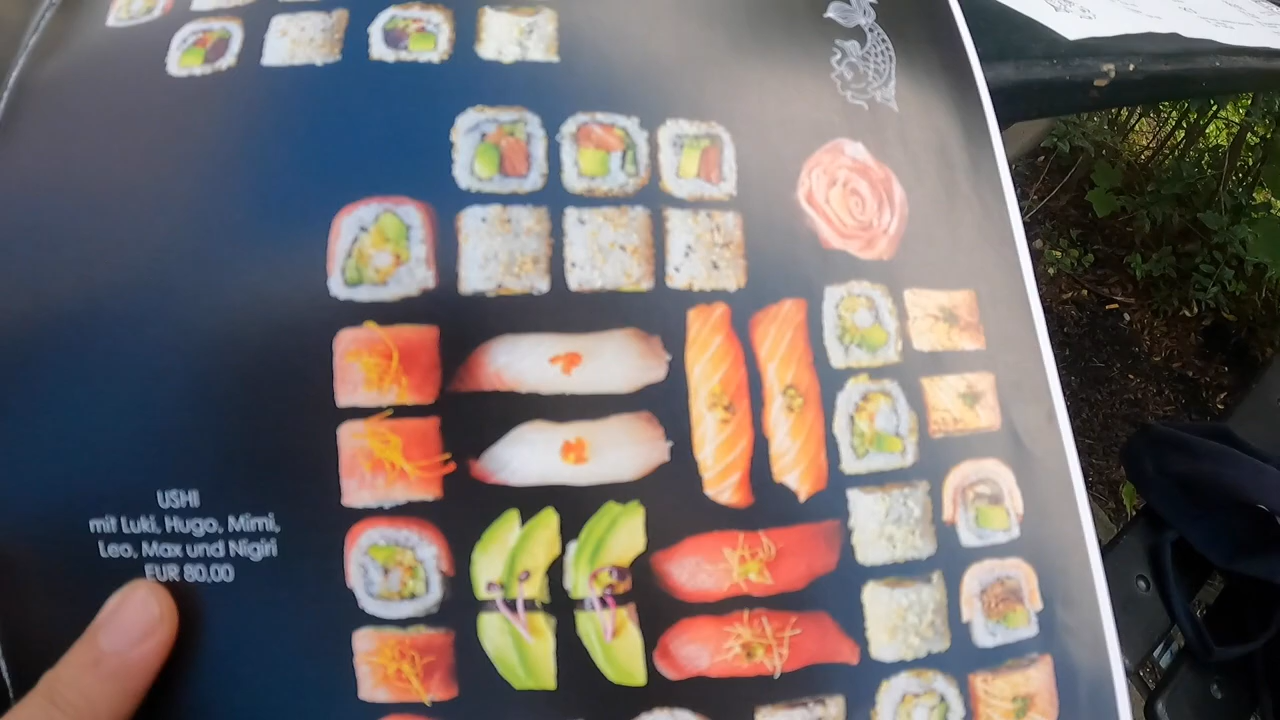 USHI
mit Luki, Hugo, Mimi,
Leo, Max und Nigiri
EUR 80,00